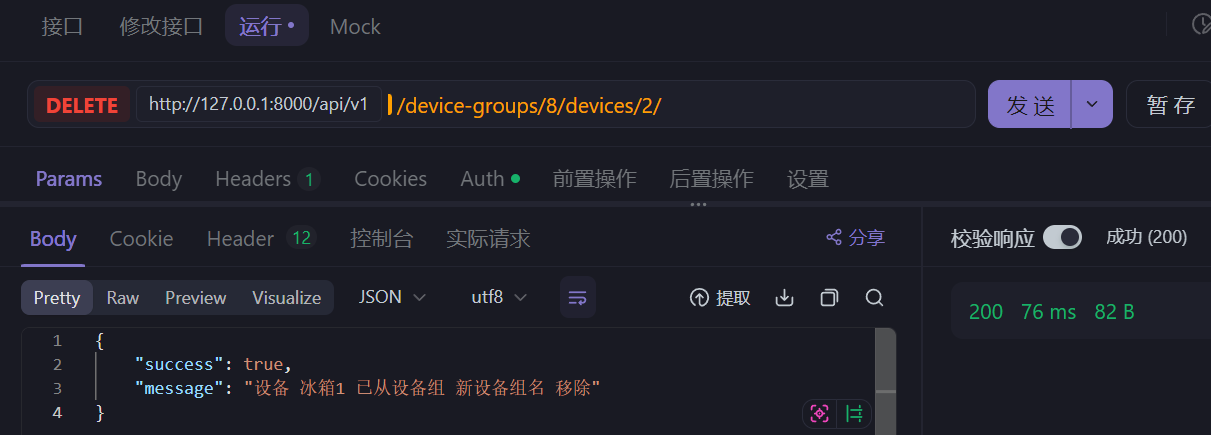 接口 修改接口 运行 Mock
DELETE http://127.0.0.1:8000/api/v1 /device-groups/8/devices/2/ 发送 暂存
Params Body Headers 1 Cookies Auth 前置操作 后置操作 设置
Body Cookie Header 12 控制台 实际请求 分享 校验响应 成功 (200)
Pretty Raw Preview Visualize JSON utf8 提取
200 76 ms 82 B
1 {
2 "success": true,
3 "message": "设备 冰箱1 已从设备组 新设备组名 移除"
4 }